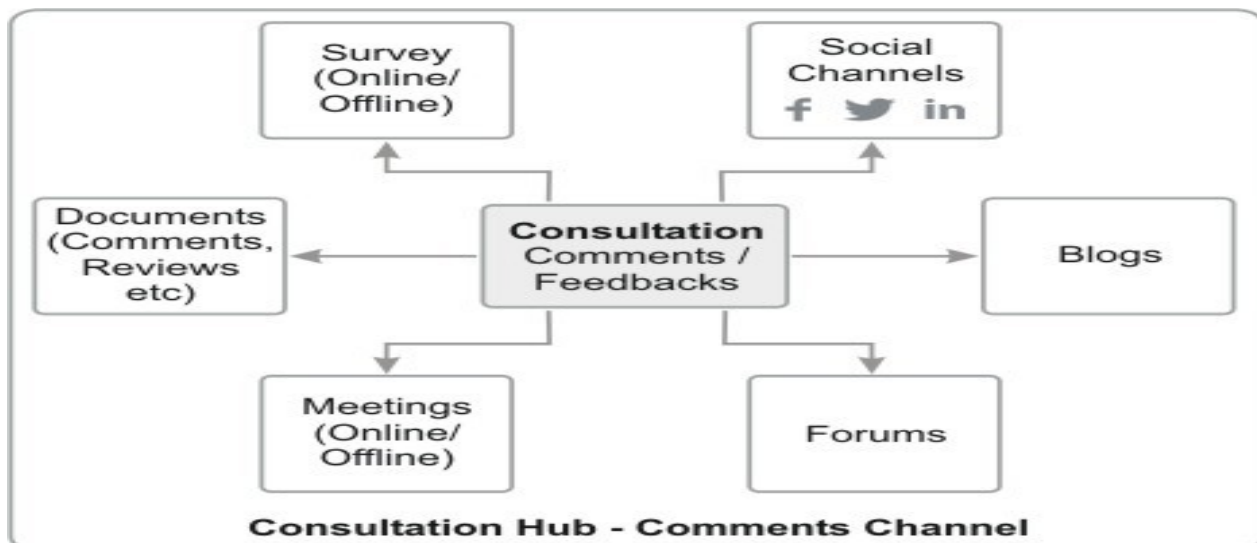 Survey
(Online/
Offline)
Social
Channels
f in
Documents
(Comments,
Reviews
etc)
Consultation
Comments /
Feedbacks
Blogs
Meetings
(Online/
Offline)
Forums
Consultation Hub - Comments Channel